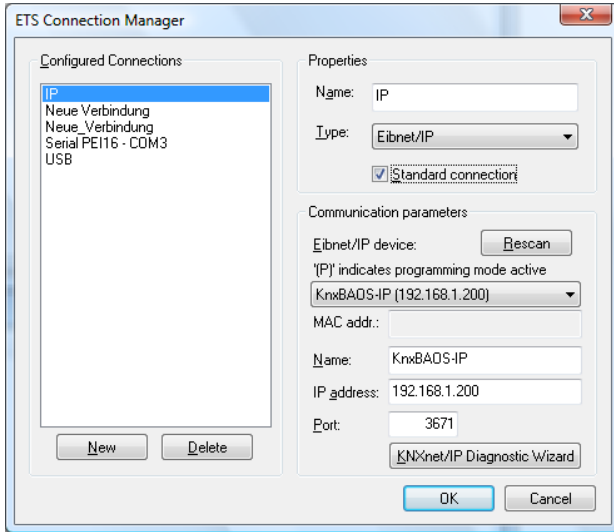 ETS Connection Manager
Configured Connections
IP
Neue Verbindung
Neue_Verbindung
Serial PEI16 - COM3
USB
New
Delete
Properties
Name:
IP
Type:
Eibnet/IP
Standard connection
Communication parameters
Eibnet/IP device:
Rescan
'(P)' indicates programming mode active
KnxBAOS-IP (192.168.1.200)
MAC addr.:
Name:
KnxBAOS-IP
IP address:
192.168.1.200
Port:
3671
KNXnet/IP Diagnostic Wizard
OK
Cancel